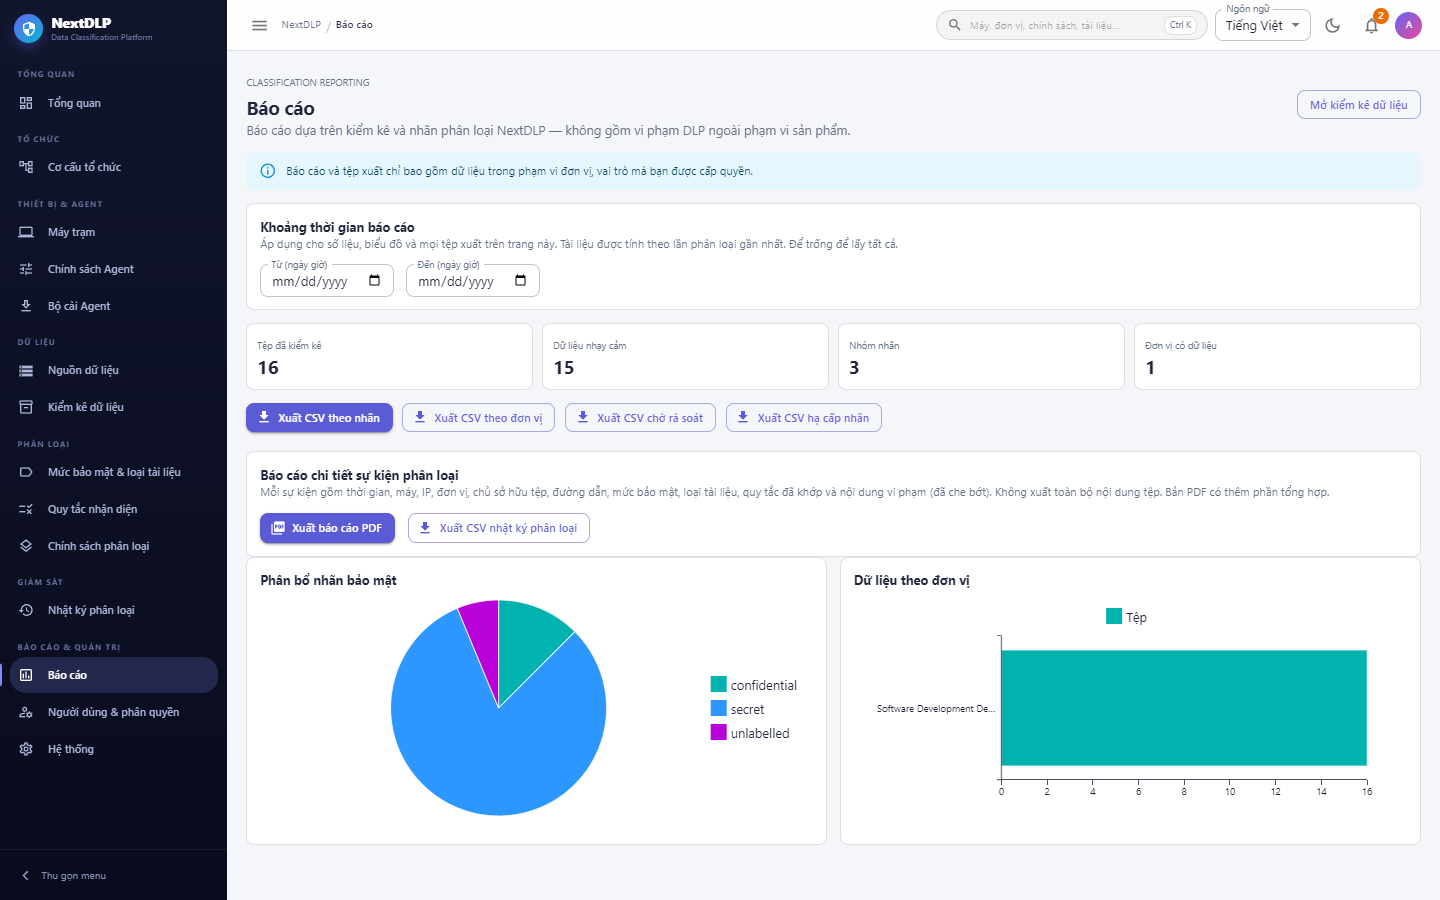 NextDLP
Data Classification Platform
TỔNG QUAN
Tổng quan
TỔ CHỨC
Cơ cấu tổ chức
THIẾT BỊ & AGENT
Máy trạm
Chính sách Agent
Bộ cài Agent
DỮ LIỆU
Nguồn dữ liệu
Kiểm kê dữ liệu
PHÂN LOẠI
Mức bảo mật & loại tài liệu
Quy tắc nhận diện
Chính sách phân loại
GIÁM SÁT
Nhật ký phân loại
BÁO CÁO & QUẢN TRỊ
Báo cáo
Người dùng & phân quyền
Hệ thống
Thu gọn menu
NextDLP / Báo cáo
Máy, đơn vị, chính sách, tài liệu...
Ctrl K
Ngôn ngữ
Tiếng Việt
2
A
CLASSIFICATION REPORTING
Báo cáo
Báo cáo dựa trên kiểm kê và nhãn phân loại NextDLP — không gồm vi phạm DLP ngoài phạm vi sản phẩm.
Mở kiểm kê dữ liệu
Báo cáo và tệp xuất chỉ bao gồm dữ liệu trong phạm vi đơn vị, vai trò mà bạn được cấp quyền.
Khoảng thời gian báo cáo
Áp dụng cho số liệu, biểu đồ và mọi tệp xuất trên trang này. Tài liệu được tính theo lần phân loại gần nhất. Để trống để lấy tất cả.
Từ (ngày giờ)
mm/dd/yyyy
Đến (ngày giờ)
mm/dd/yyyy
Tệp đã kiểm kê
16
Dữ liệu nhạy cảm
15
Nhóm nhãn
3
Đơn vị có dữ liệu
1
Xuất CSV theo nhãn
Xuất CSV theo đơn vị
Xuất CSV chờ rà soát
Xuất CSV hạ cấp nhãn
Báo cáo chi tiết sự kiện phân loại
Mỗi sự kiện gồm thời gian, máy, IP, đơn vị, chủ sở hữu tệp, đường dẫn, mức bảo mật, loại tài liệu, quy tắc đã khớp và nội dung vi phạm (đã che bớt). Không xuất toàn bộ nội dung tệp. Bản PDF có thêm phần tổng hợp.
Xuất báo cáo PDF
Xuất CSV nhật ký phân loại
Phân bố nhãn bảo mật
confidential
secret
unlabelled
Dữ liệu theo đơn vị
Tệp
Software Development De...
0 2 4 6 8 10 12 14 16